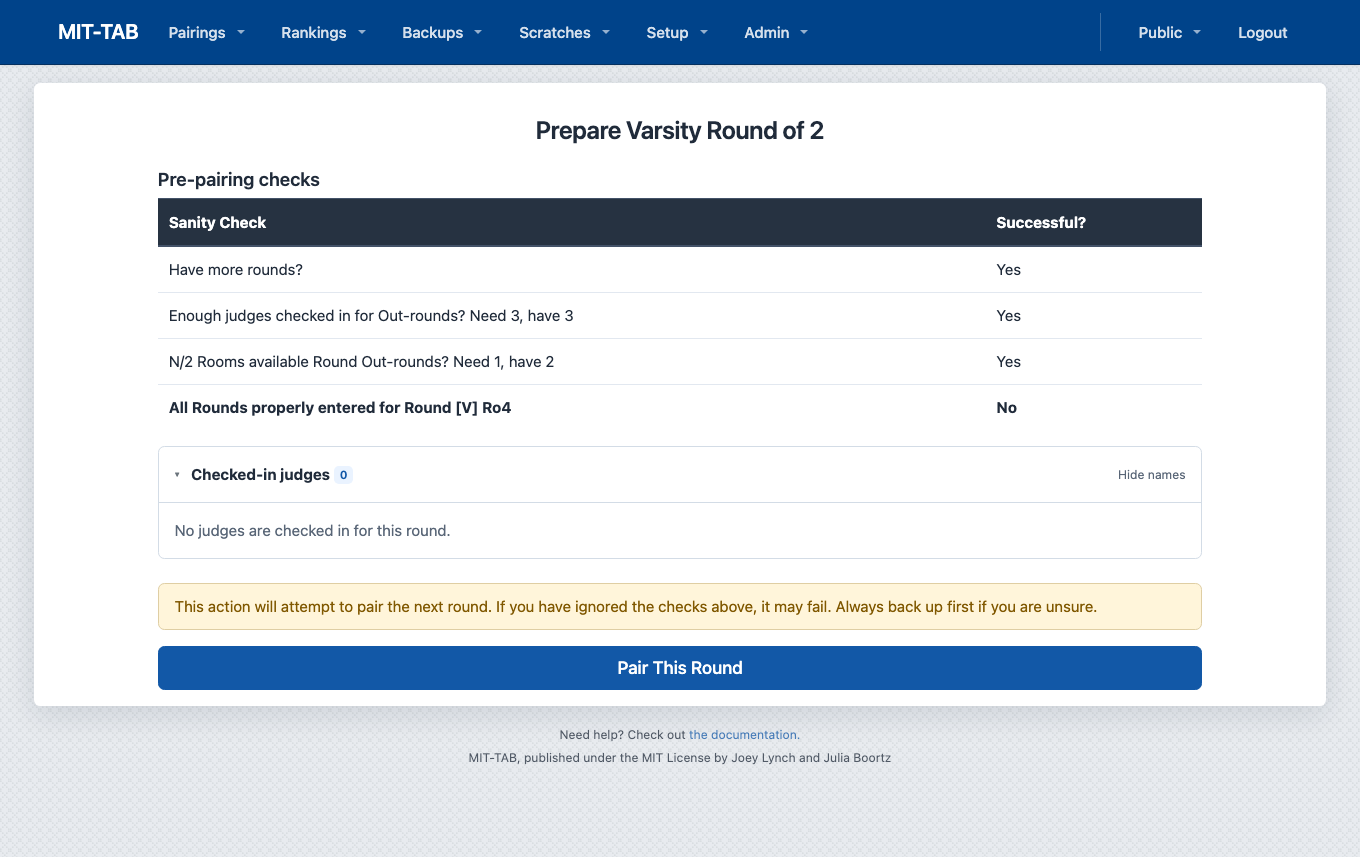 MIT-TAB Pairings Rankings Backups Scratches Setup Admin Public Logout
Prepare Varsity Round of 2
Pre-pairing checks
Sanity Check Successful?
Have more rounds? Yes
Enough judges checked in for Out-rounds? Need 3, have 3 Yes
N/2 Rooms available Round Out-rounds? Need 1, have 2 Yes
All Rounds properly entered for Round [V] Ro4 No
Checked-in judges 0 Hide names
No judges are checked in for this round.
This action will attempt to pair the next round. If you have ignored the checks above, it may fail. Always back up first if you are unsure.
Pair This Round
Need help? Check out the documentation.
MIT-TAB, published under the MIT License by Joey Lynch and Julia Boortz